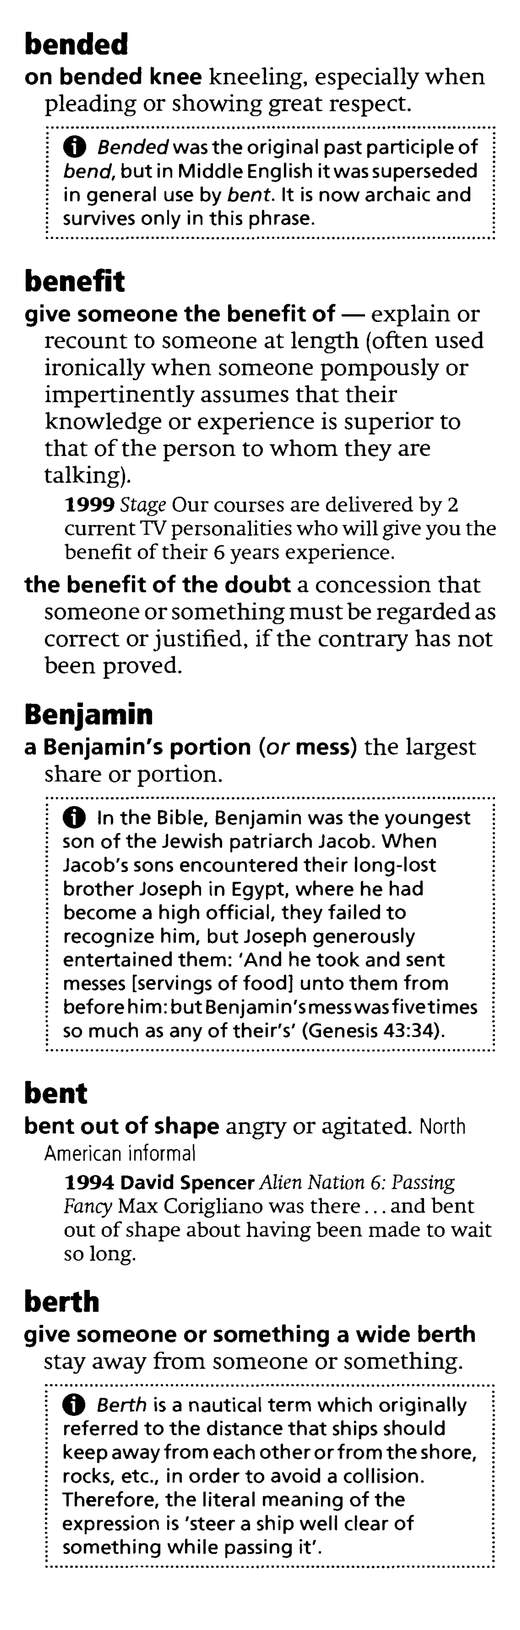 bended
on bended knee kneeling, especially when
pleading or showing great respect.
Bended was the original past participle of
bend, but in Middle English it was superseded
in general use by bent. It is now archaic and
survives only in this phrase.
benefit
give someone the benefit of — explain or
recount to someone at length (often used
ironically when someone pompously or
impertinently assumes that their
knowledge or experience is superior to
that of the person to whom they are
talking).
1999 Stage Our courses are delivered by 2
current TV personalities who will give you the
benefit of their 6 years experience.
the benefit of the doubt a concession that
someone or something must be regarded as
correct or justified, if the contrary has not
been proved.
Benjamin
a Benjamin's portion (or mess) the largest
share or portion.
In the Bible, Benjamin was the youngest
son of the Jewish patriarch Jacob. When
Jacob's sons encountered their long-lost
brother Joseph in Egypt, where he had
become a high official, they failed to
recognize him, but Joseph generously
entertained them: 'And he took and sent
messes [servings of food] unto them from
before him: but Benjamin's mess was five times
so much as any of their's' (Genesis 43:34).
bent
bent out of shape angry or agitated. North
American informal
1994 David Spencer Alien Nation 6: Passing
Fancy Max Corigliano was there... and bent
out of shape about having been made to wait
so long.
berth
give someone or something a wide berth
stay away from someone or something.
Berth is a nautical term which originally
referred to the distance that ships should
keep away from each other or from the shore,
rocks, etc., in order to avoid a collision.
Therefore, the literal meaning of the
expression is 'steer a ship well clear of
something while passing it'.